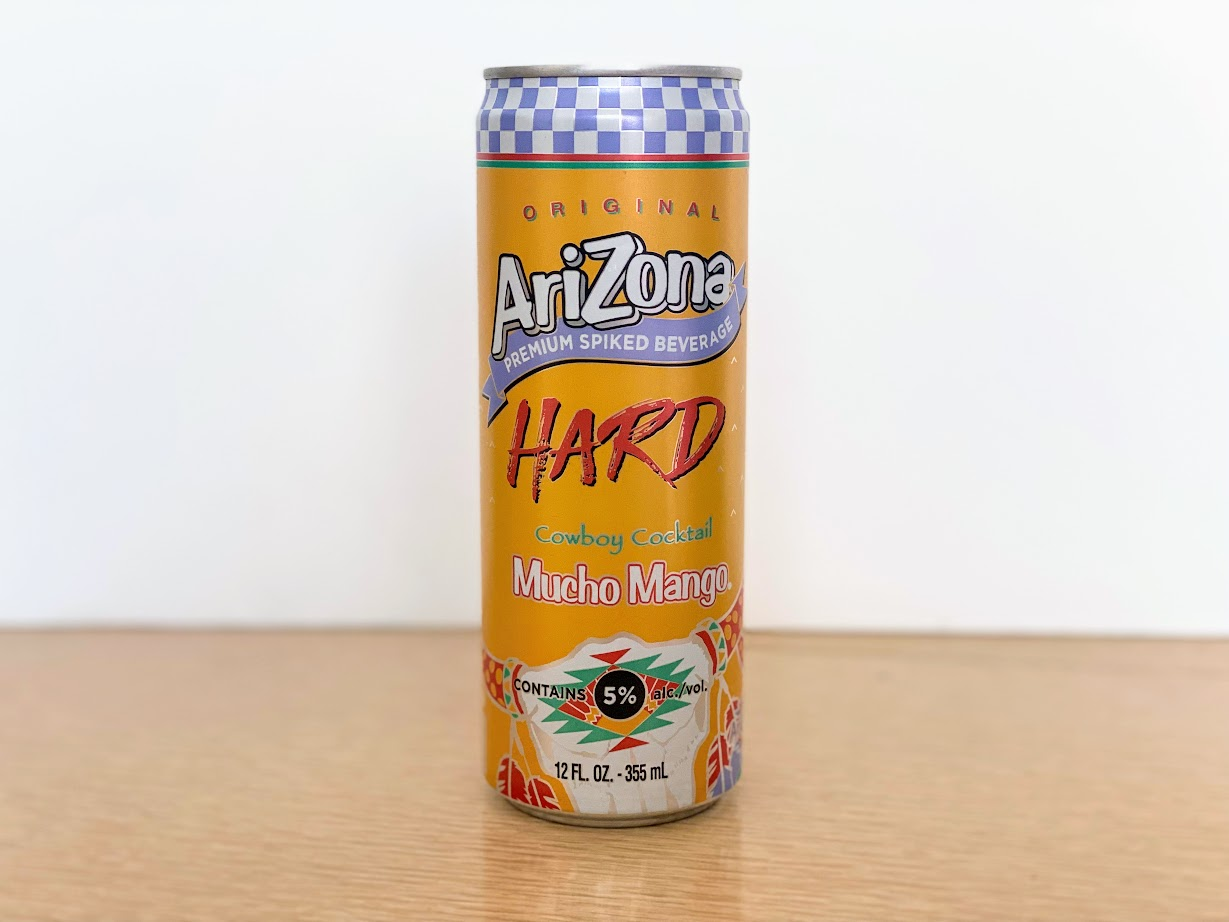 ORIGINAL
AriZona
PREMIUM SPIKED BEVERAGE
HARD
Cowboy Cocktail
Mucho Mango®
CONTAINS 5% alc./vol.
12 FL. OZ. - 355 mL